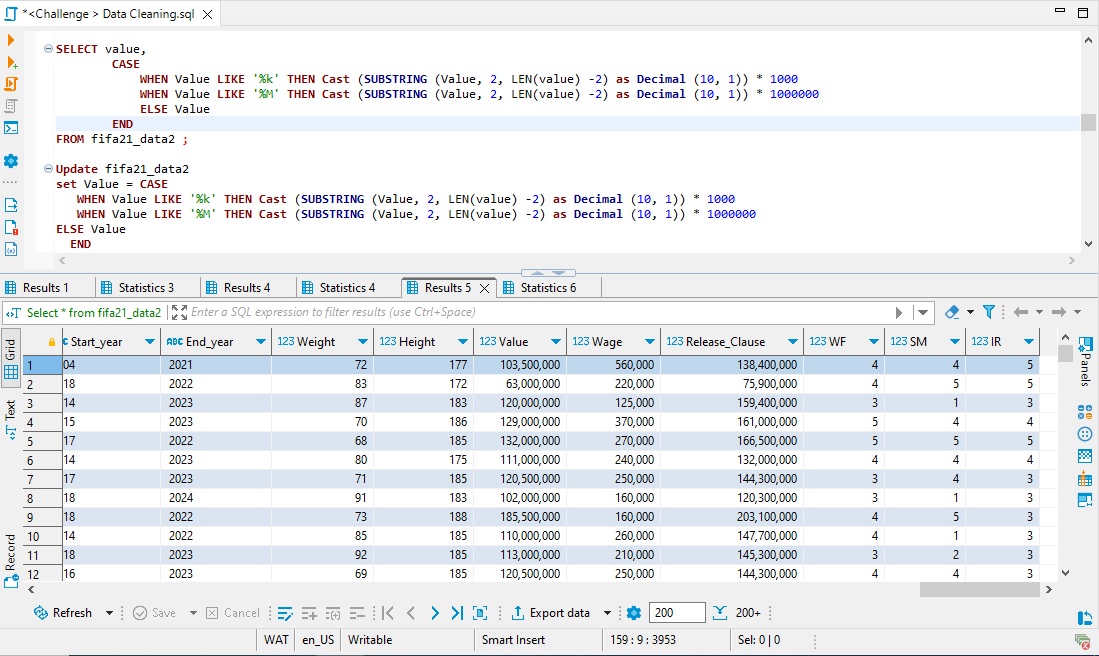 *<Challenge > Data Cleaning.sql
SELECT value,
CASE
WHEN Value LIKE '%k' THEN Cast (SUBSTRING (Value, 2, LEN(value) -2) as Decimal (10, 1)) * 1000
WHEN Value LIKE '%M' THEN Cast (SUBSTRING (Value, 2, LEN(value) -2) as Decimal (10, 1)) * 1000000
ELSE Value
END
FROM fifa21_data2 ;
Update fifa21_data2
set Value = CASE
WHEN Value LIKE '%k' THEN Cast (SUBSTRING (Value, 2, LEN(value) -2) as Decimal (10, 1)) * 1000
WHEN Value LIKE '%M' THEN Cast (SUBSTRING (Value, 2, LEN(value) -2) as Decimal (10, 1)) * 1000000
ELSE Value
END
Results 1 Statistics 3 Results 4 Statistics 4 Results 5 Statistics 6
Select * from fifa21_data2 Enter a SQL expression to filter results (use Ctrl+Space)
Grid
Text
Record
Panels
Start_year ABC End_year 123 Weight 123 Height 123 Value 123 Wage 123 Release_Clause 123 WF 123 SM 123 IR
1 04 2021 72 177 103,500,000 560,000 138,400,000 4 4 5
2 18 2022 83 172 63,000,000 220,000 75,900,000 4 5 5
3 14 2023 87 183 120,000,000 125,000 159,400,000 3 1 3
4 15 2023 70 186 129,000,000 370,000 161,000,000 5 4 4
5 17 2022 68 185 132,000,000 270,000 166,500,000 5 5 5
6 14 2023 80 175 111,000,000 240,000 132,000,000 4 4 4
7 17 2023 71 185 120,500,000 250,000 144,300,000 3 4 3
8 18 2024 91 183 102,000,000 160,000 120,300,000 3 1 3
9 18 2022 73 188 185,500,000 160,000 203,100,000 4 5 3
10 14 2022 85 185 110,000,000 260,000 147,700,000 4 1 3
11 18 2023 92 185 113,000,000 210,000 145,300,000 3 2 3
12 16 2023 69 185 120,500,000 250,000 144,300,000 4 4 3
Refresh Save Cancel Export data 200 200+
WAT en_US Writable Smart Insert 159 : 9 : 3953 Sel: 0 | 0